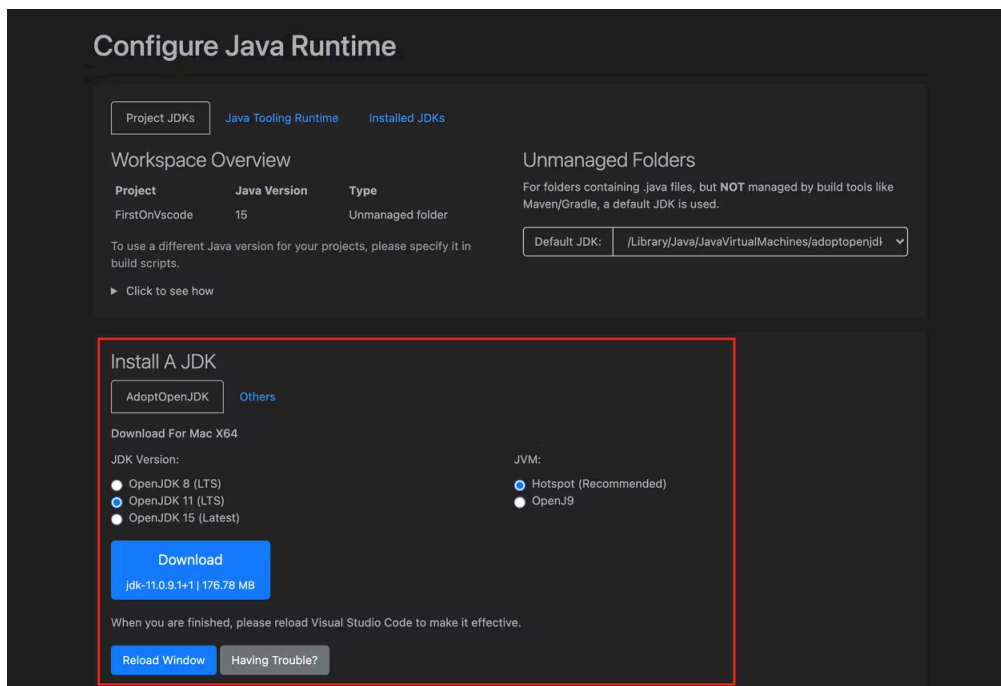 Configure Java Runtime
Project JDKs Java Tooling Runtime Installed JDKs
Workspace Overview
Project Java Version Type
FirstOnVscode 15 Unmanaged folder
To use a different Java version for your projects, please specify it in
build scripts.
Click to see how
Unmanaged Folders
For folders containing .java files, but NOT managed by build tools like
Maven/Gradle, a default JDK is used.
Default JDK: /Library/Java/JavaVirtualMachines/adoptopenjdk
Install A JDK
AdoptOpenJDK Others
Download For Mac X64
JDK Version:
OpenJDK 8 (LTS)
OpenJDK 11 (LTS)
OpenJDK 15 (Latest)
JVM:
Hotspot (Recommended)
OpenJ9
Download
jdk-11.0.9.1+1 | 176.78 MB
When you are finished, please reload Visual Studio Code to make it effective.
Reload Window Having Trouble?